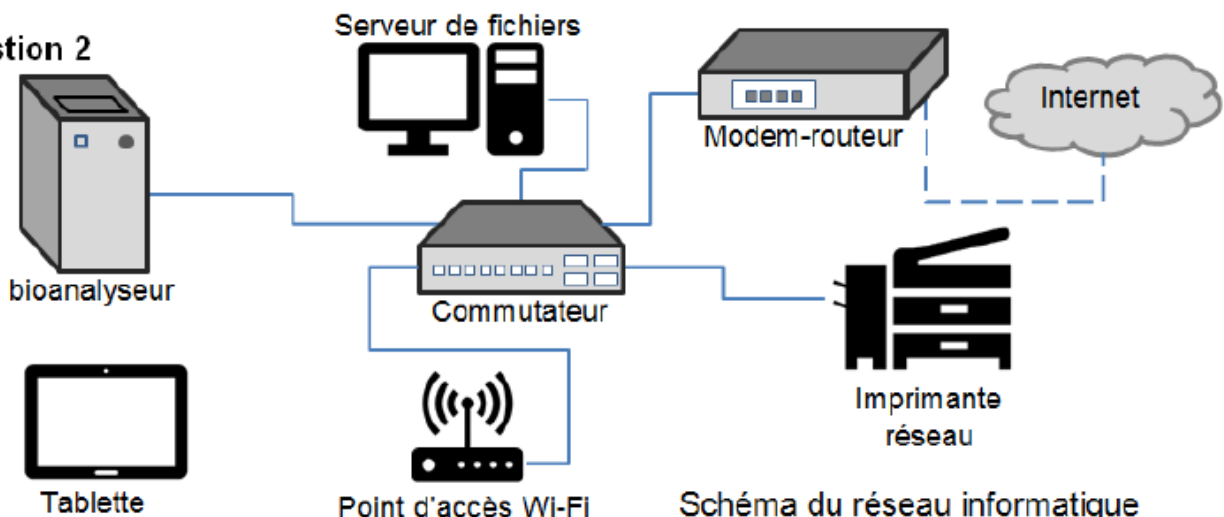 Serveur de fichiers
stion 2
Internet
Modem-routeur
bioanalyseur
Commutateur
Imprimante
réseau
Tablette
Point d'accès Wi-Fi
Schéma du réseau informatique